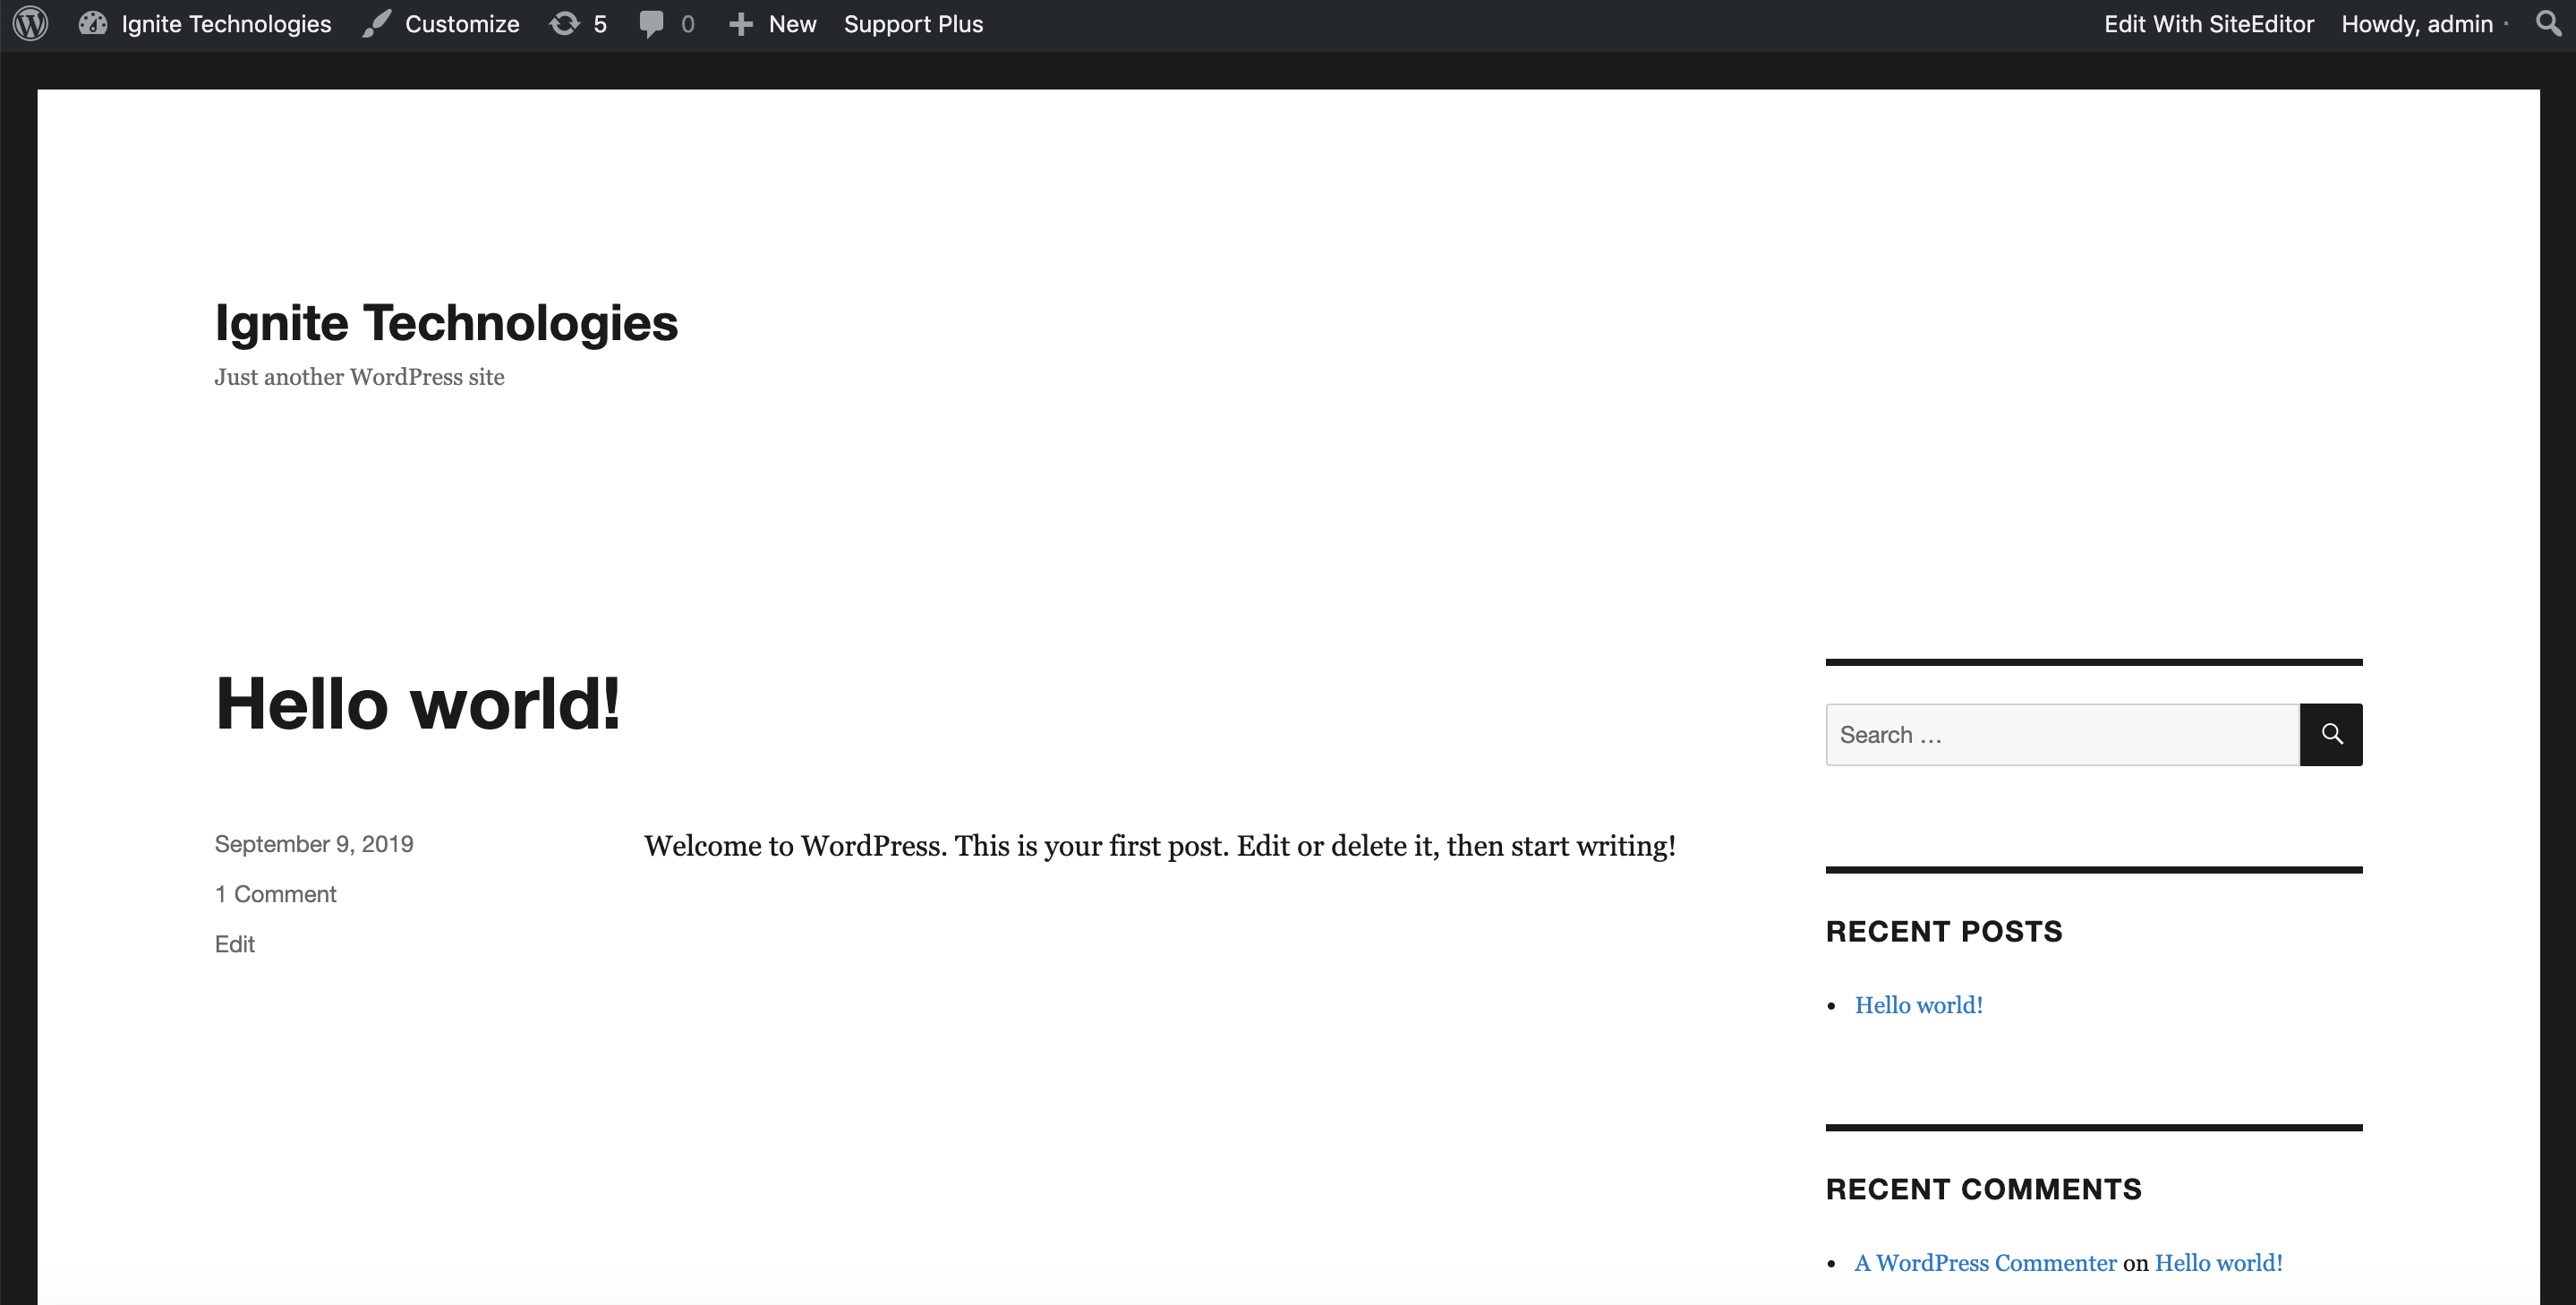 Ignite Technologies Customize 5 0 New Support Plus Edit With SiteEditor Howdy, admin
Ignite Technologies
Just another WordPress site
Hello world!
September 9, 2019
1 Comment
Edit
Welcome to WordPress. This is your first post. Edit or delete it, then start writing!
Search …
RECENT POSTS
Hello world!
RECENT COMMENTS
A WordPress Commenter on Hello world!